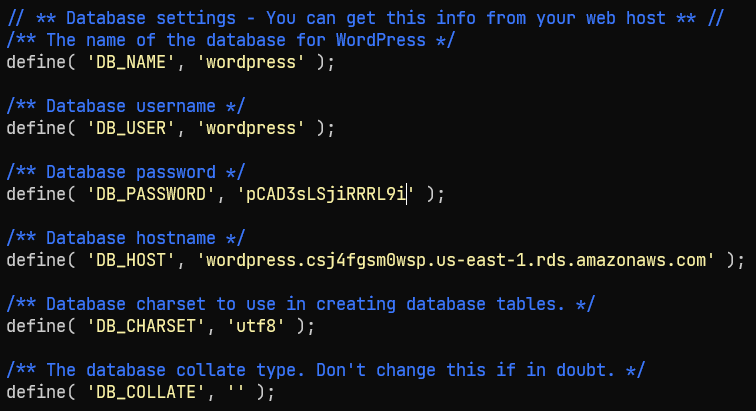 // ** Database settings - You can get this info from your web host ** //
/** The name of the database for WordPress */
define( 'DB_NAME', 'wordpress' );
/** Database username */
define( 'DB_USER', 'wordpress' );
/** Database password */
define( 'DB_PASSWORD', 'pCAD3sLSjiRRRL9i' );
/** Database hostname */
define( 'DB_HOST', 'wordpress.csj4fgsm0wsp.us-east-1.rds.amazonaws.com' );
/** Database charset to use in creating database tables. */
define( 'DB_CHARSET', 'utf8' );
/** The database collate type. Don't change this if in doubt. */
define( 'DB_COLLATE', '' );